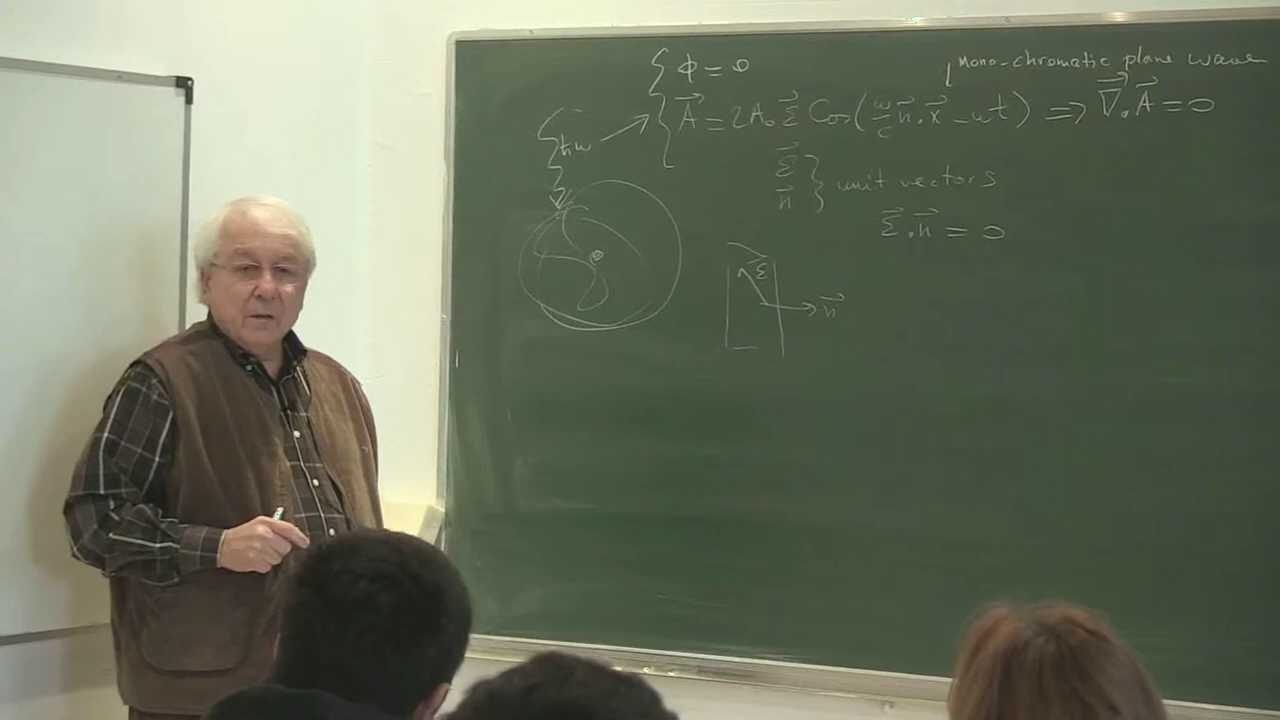 Mono-chromatic plane wave
{ ϕ = 0
A⃗ = 2A₀ ε⃗ Cos(ω/c n⃗.x⃗ - ωt) ⟹ ∇⃗.A⃗ = 0
ħω
ε⃗
n⃗ } unit vectors
ε⃗.n⃗ = 0
ε⃗
n⃗